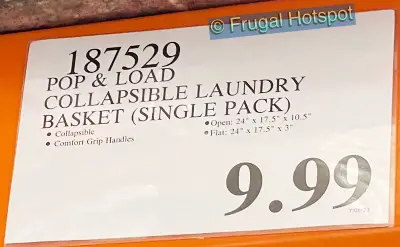 © Frugal Hotspot
187529
POP & LOAD
COLLAPSIBLE LAUNDRY
BASKET (SINGLE PACK)
• Collapsible
• Comfort Grip Handles
• Open: 24" x 17.5" x 10.5"
• Flat: 24" x 17.5" x 3"
9.99